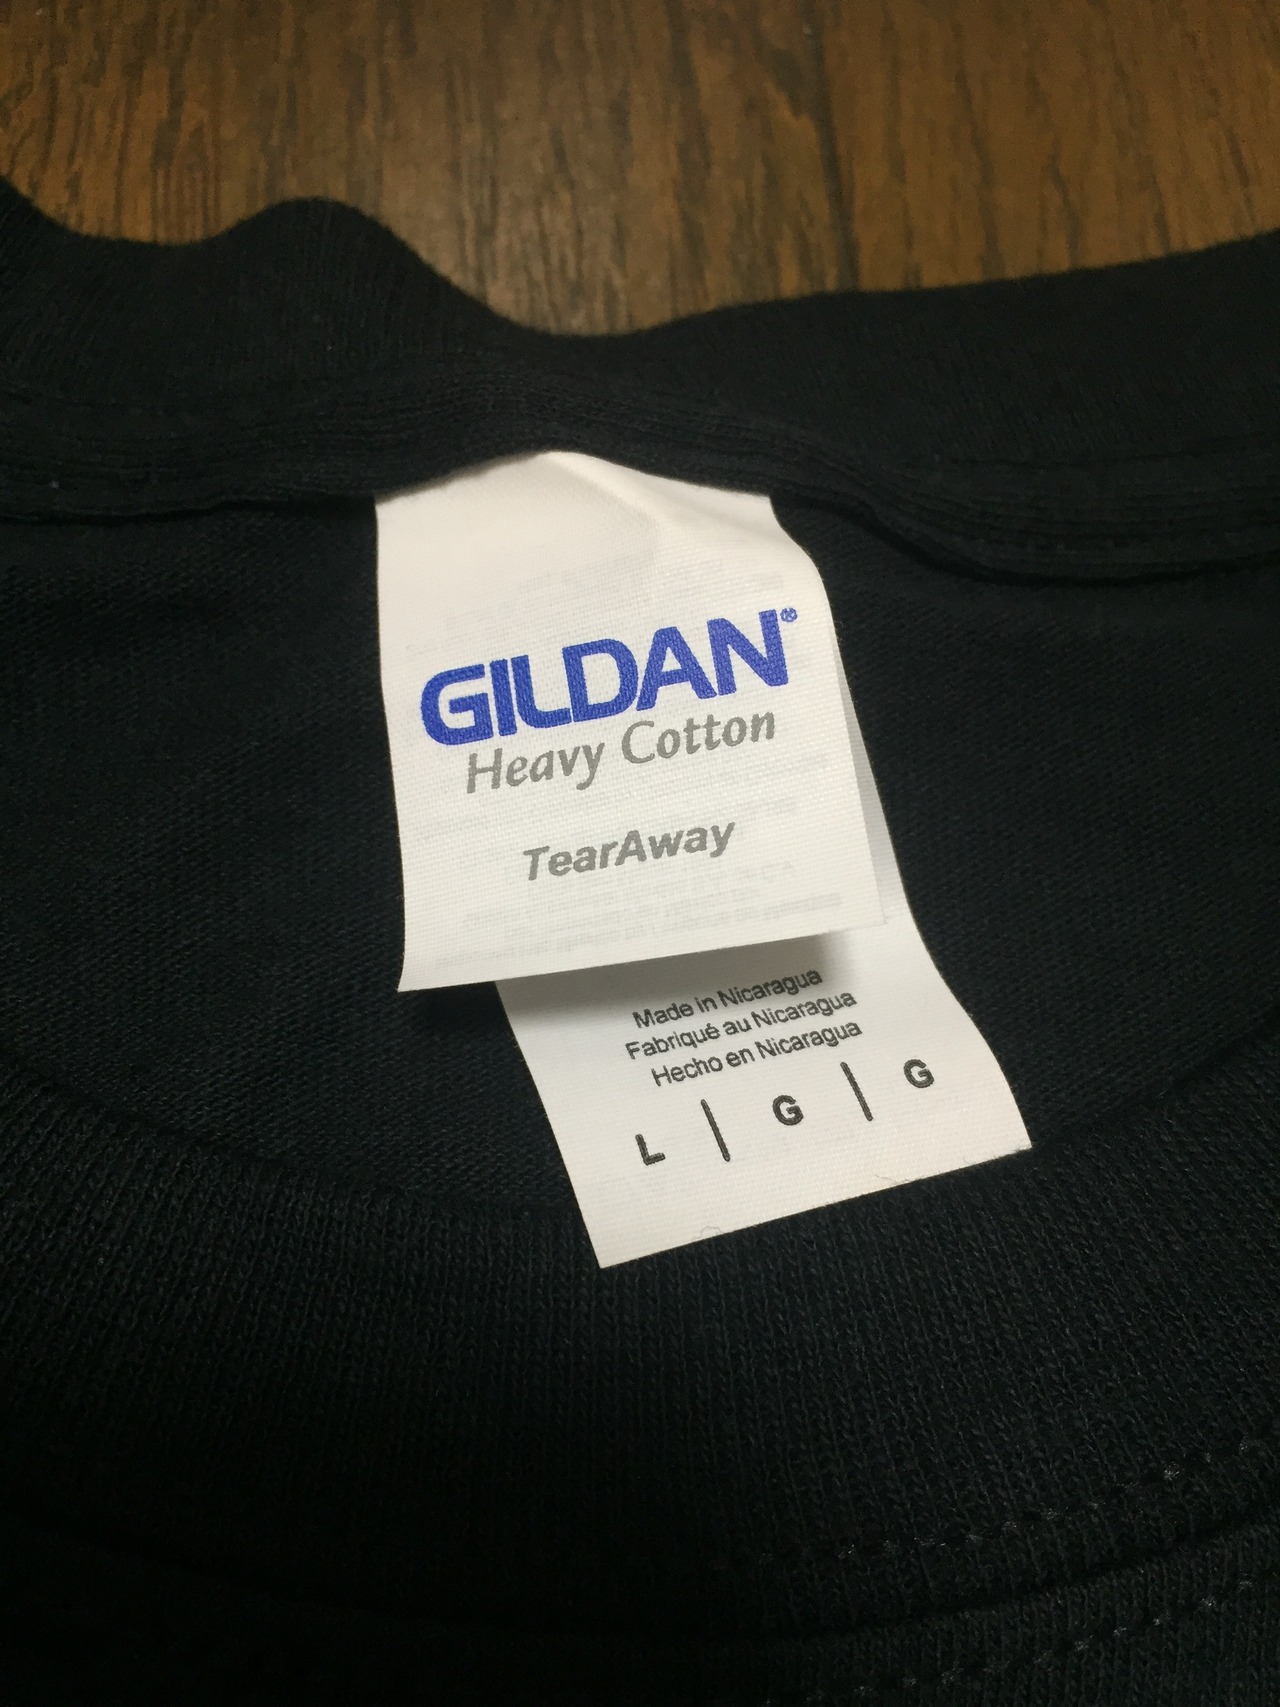 GILDAN®
Heavy Cotton
TearAway
Made in Nicaragua
Fabriqué au Nicaragua
Hecho en Nicaragua
L | G | G